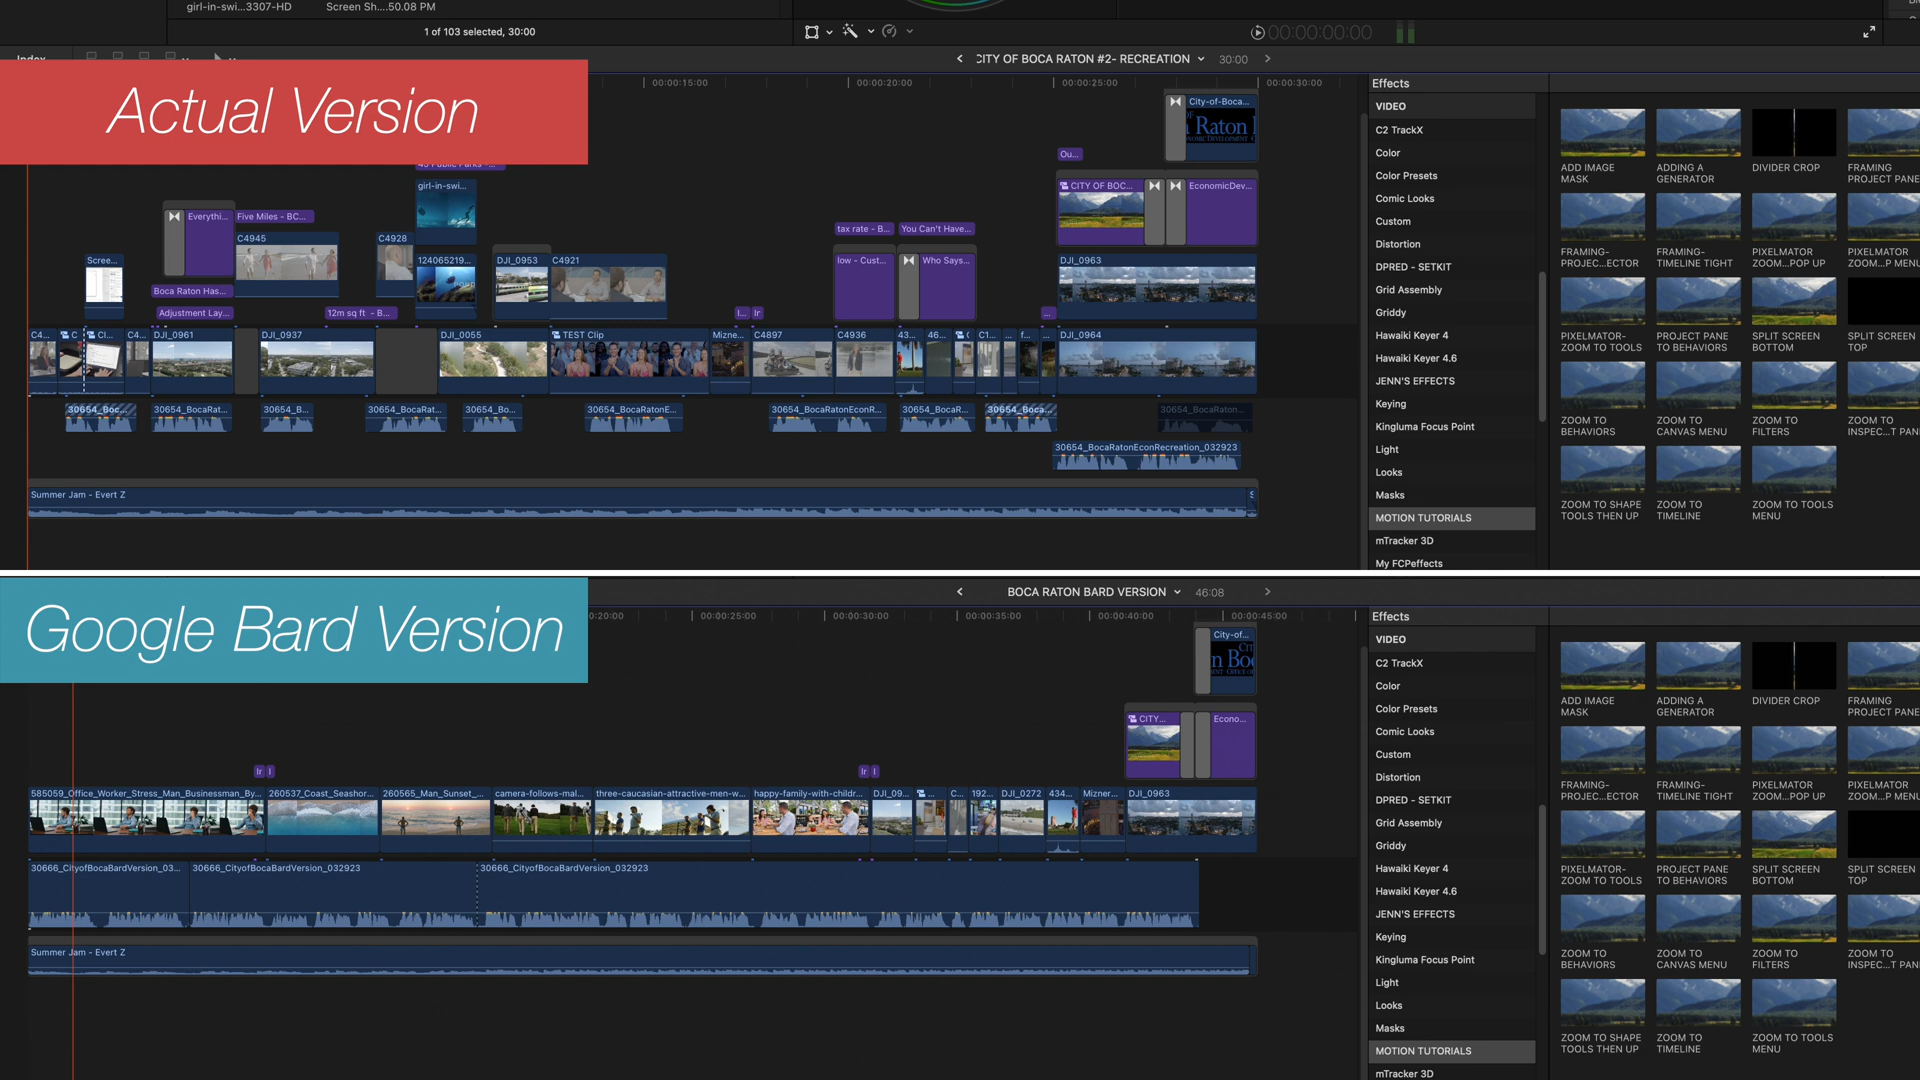 girl-in-swi...3307-HD
Screen Sh....50.08 PM
1 of 103 selected, 30:00
00:00:00:00
Index
CITY OF BOCA RATON #2- RECREATION
30:00
Actual Version
00:00:15:00
00:00:20:00
00:00:25:00
00:00:30:00
City-of-Boca...
Raton
Ou...
girl-in-swi...
CITY OF BOC...
EconomicDev...
Everythi...
Five Miles - BC...
tax rate - B...
You Can't Have...
C4945
C4928
Scree...
124065219...
DJI_0953
C4921
low - Cust...
Who Says...
DJI_0963
Boca Raton Has...
Adjustment Lay...
12m sq ft - B...
I...
Ir
...
C4...
C
Cl...
C4...
DJI_0961
DJI_0937
DJI_0055
TEST Clip
Mizne...
C4897
C4936
43...
46...
C1...
...
f...
...
DJI_0964
30654_Boc...
30654_BocaRat...
30654_B...
30654_BocaRat...
30654_Bo...
30654_BocaRatonE...
30654_BocaRatonEconR...
30654_BocaR...
30654_Boca...
30654_BocaRaton...
30654_BocaRatonEconRecreation_032923
Summer Jam - Evert Z
S
Effects
VIDEO
C2 TrackX
Color
Color Presets
Comic Looks
Custom
Distortion
DPRED - SETKIT
Grid Assembly
Griddy
Hawaiki Keyer 4
Hawaiki Keyer 4.6
JENN'S EFFECTS
Keying
Kingluma Focus Point
Light
Looks
Masks
MOTION TUTORIALS
mTracker 3D
My FCPeffects
ADD IMAGE
MASK
ADDING A
GENERATOR
DIVIDER CROP
FRAMING
PROJECT PANE
FRAMING-
PROJEC...ECTOR
FRAMING-
TIMELINE TIGHT
PIXELMATOR
ZOOM...POP UP
PIXELMATOR
ZOOM...P MENU
PIXELMATOR-
ZOOM TO TOOLS
PROJECT PANE
TO BEHAVIORS
SPLIT SCREEN
BOTTOM
SPLIT SCREEN
TOP
ZOOM TO
BEHAVIORS
ZOOM TO
CANVAS MENU
ZOOM TO
FILTERS
ZOOM TO
INSPEC...T PANE
ZOOM TO SHAPE
TOOLS THEN UP
ZOOM TO
TIMELINE
ZOOM TO TOOLS
MENU
Google Bard Version
BOCA RATON BARD VERSION
46:08
:0:20:00
00:00:25:00
00:00:30:00
00:00:35:00
00:00:40:00
00:00:45:00
City-of...
CITY...
Econo...
Ir
I
Ir
I
585059_Office_Worker_Stress_Man_Businessman_By...
260537_Coast_Seashor...
260565_Man_Sunset_...
camera-follows-mal...
three-caucasian-attractive-men-w...
happy-family-with-childr...
DJI_09...
...
C...
192...
DJI_0272
434...
Mizner...
DJI_0963
30666_CityofBocaBardVersion_03...
30666_CityofBocaBardVersion_032923
30666_CityofBocaBardVersion_032923
Summer Jam - Evert Z
Effects
VIDEO
C2 TrackX
Color
Color Presets
Comic Looks
Custom
Distortion
DPRED - SETKIT
Grid Assembly
Griddy
Hawaiki Keyer 4
Hawaiki Keyer 4.6
JENN'S EFFECTS
Keying
Kingluma Focus Point
Light
Looks
Masks
MOTION TUTORIALS
mTracker 3D
ADD IMAGE
MASK
ADDING A
GENERATOR
DIVIDER CROP
FRAMING
PROJECT PANE
FRAMING-
PROJEC...ECTOR
FRAMING-
TIMELINE TIGHT
PIXELMATOR
ZOOM...POP UP
PIXELMATOR
ZOOM...P MENU
PIXELMATOR-
ZOOM TO TOOLS
PROJECT PANE
TO BEHAVIORS
SPLIT SCREEN
BOTTOM
SPLIT SCREEN
TOP
ZOOM TO
BEHAVIORS
ZOOM TO
CANVAS MENU
ZOOM TO
FILTERS
ZOOM TO
INSPEC...T PANE
ZOOM TO SHAPE
TOOLS THEN UP
ZOOM TO
TIMELINE
ZOOM TO TOOLS
MENU